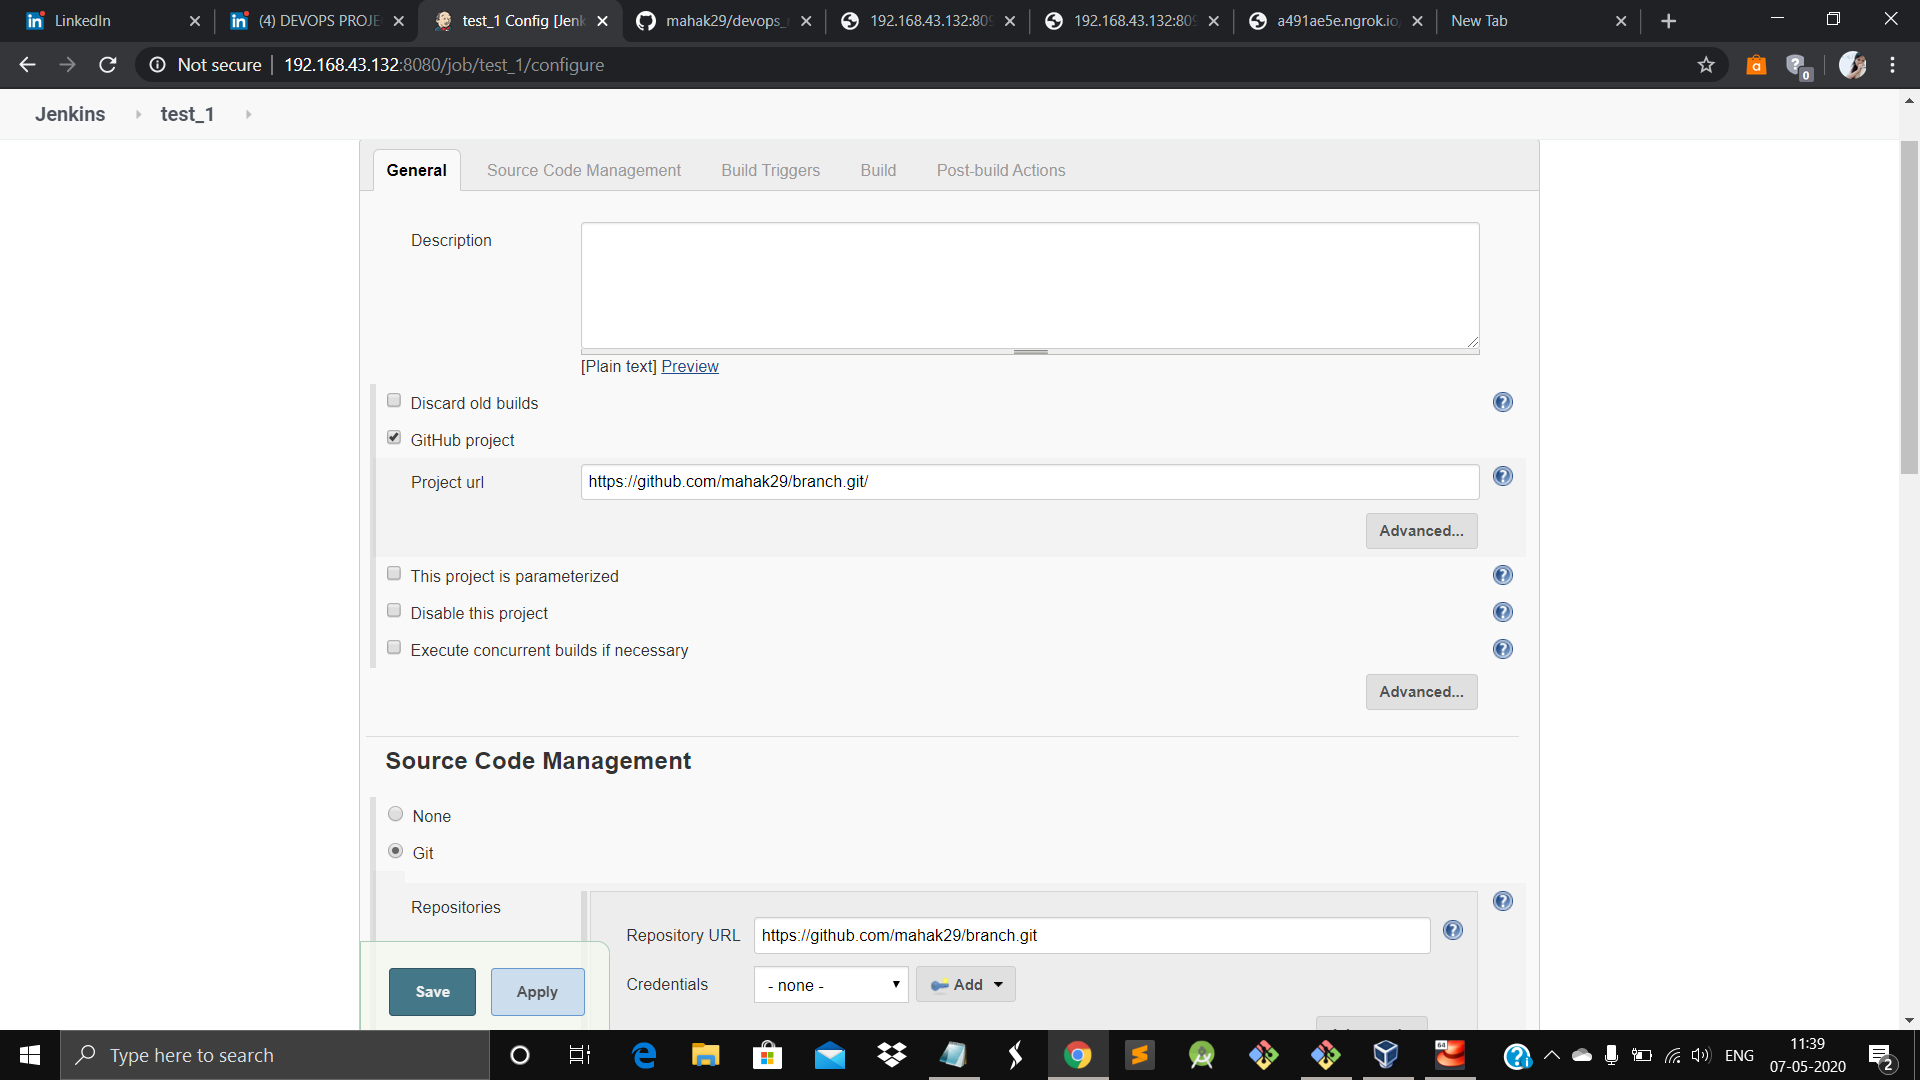 LinkedIn
(4) DEVOPS PROJE
test_1 Config [Jenk
mahak29/devops_
192.168.43.132:809
192.168.43.132:809
a491ae5e.ngrok.io
New Tab
Not secure
192.168.43.132:8080/job/test_1/configure
0
Jenkins
test_1
General
Source Code Management
Build Triggers
Build
Post-build Actions
Description
[Plain text] Preview
Discard old builds
GitHub project
Project url
https://github.com/mahak29/branch.git/
Advanced...
This project is parameterized
Disable this project
Execute concurrent builds if necessary
Advanced...
Source Code Management
None
Git
Repositories
Repository URL
https://github.com/mahak29/branch.git
Credentials
- none -
Add
Save
Apply
Type here to search
64
ENG
11:39
07-05-2020
2